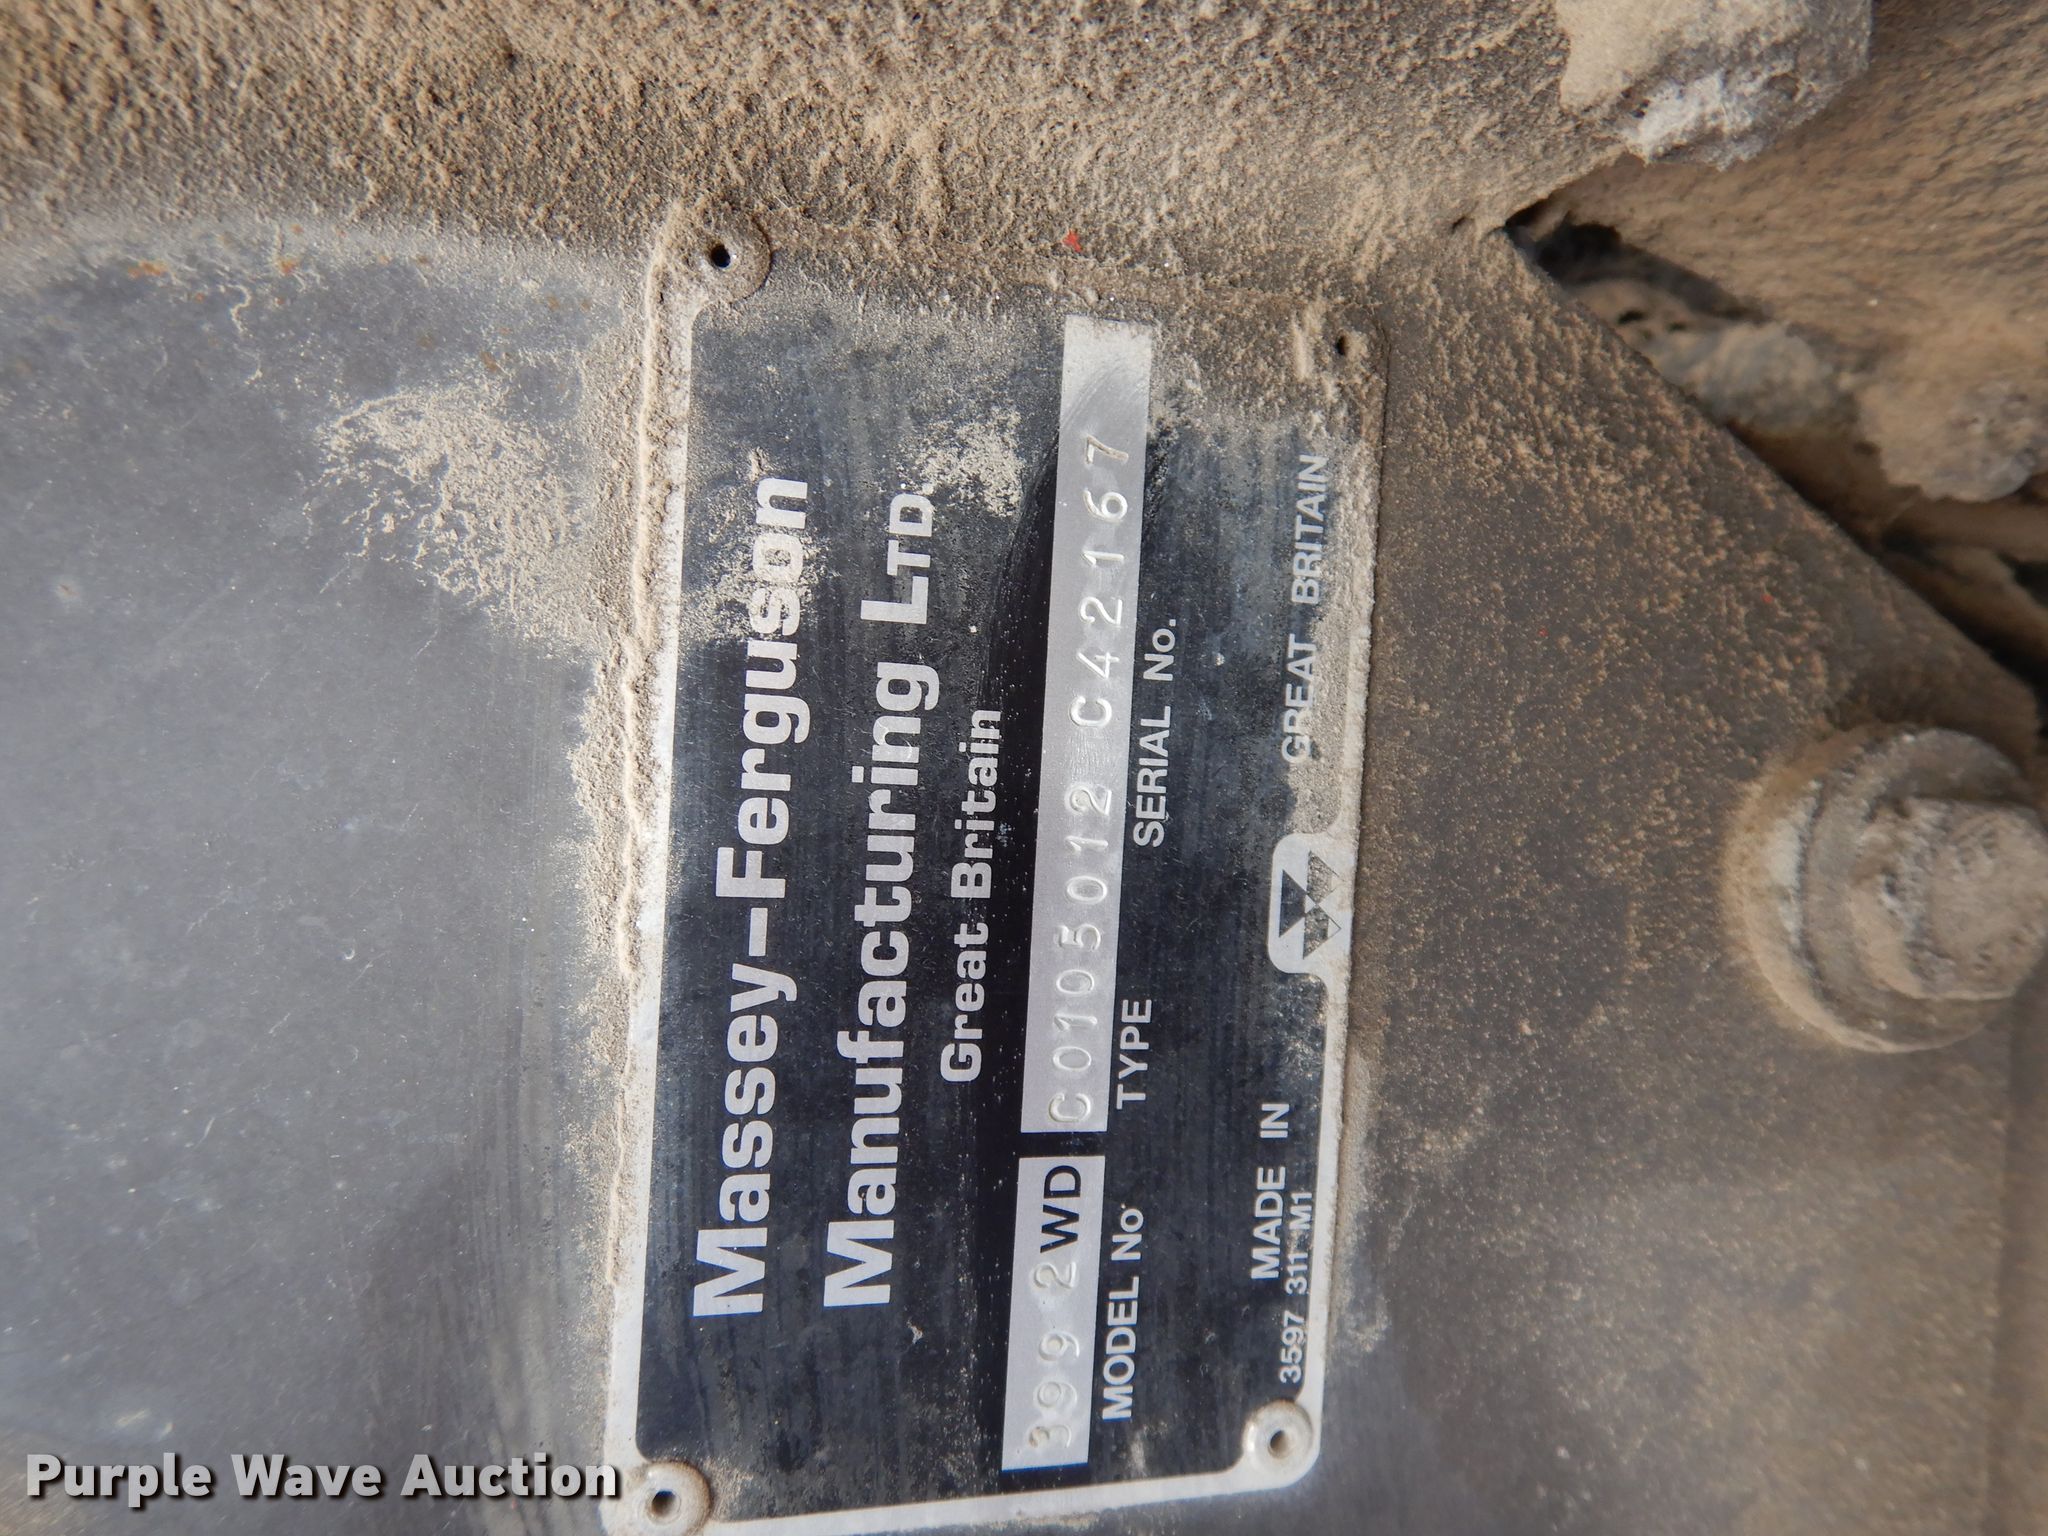 Massey-Ferguson
Manufacturing LTD.
Great Britain
399 2WD C0105012 C42167
MODEL No TYPE SERIAL No.
MADE IN GREAT BRITAIN
3597 311 M1
Purple Wave Auction